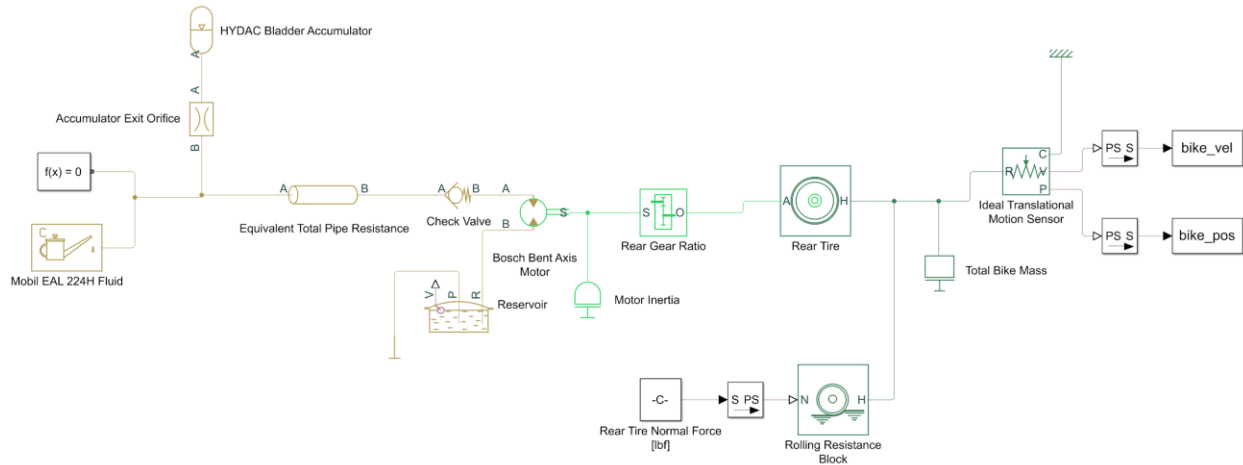 HYDAC Bladder Accumulator
A
A
Accumulator Exit Orifice
B
f(x) = 0
C
Mobil EAL 224H Fluid
A
B
Equivalent Total Pipe Resistance
A
B
Check Valve
A
B
S
Bosch Bent Axis
Motor
V
P
R
Reservoir
Motor Inertia
S
O
Rear Gear Ratio
A
H
Rear Tire
R
C
V
P
Ideal Translational
Motion Sensor
PS S
bike_vel
PS S
bike_pos
Total Bike Mass
-C-
Rear Tire Normal Force
[lbf]
S PS
N
H
Rolling Resistance
Block